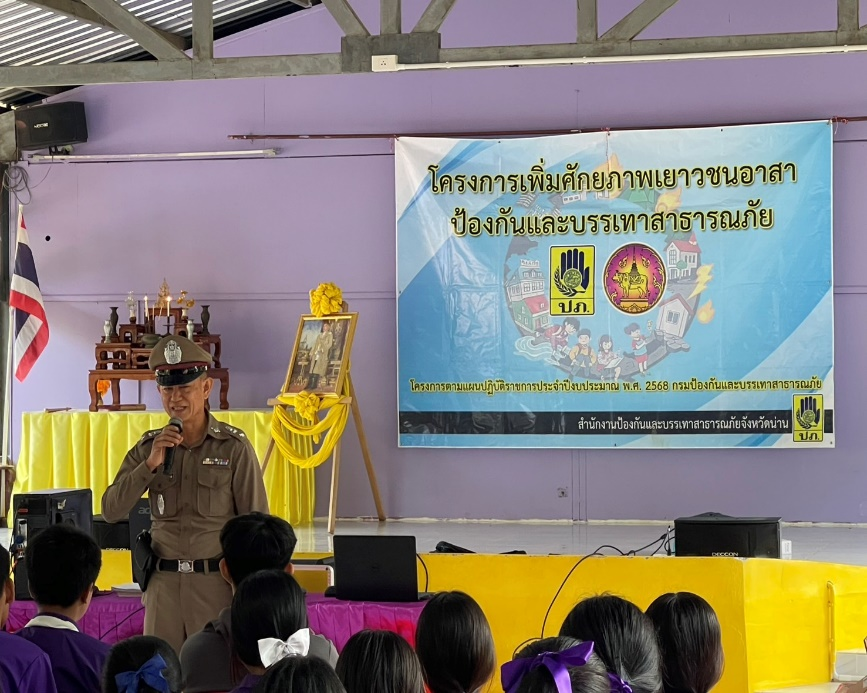 โครงการเพิ่มศักยภาพเยาวชนอาสา
ป้องกันและบรรเทาสาธารณภัย
ปภ.
โครงการตามแผนปฏิบัติราชการประจำปีงบประมาณ พ.ศ. 2568 กรมป้องกันและบรรเทาสาธารณภัย
สำนักงานป้องกันและบรรเทาสาธารณภัยจังหวัดน่าน
ปภ.